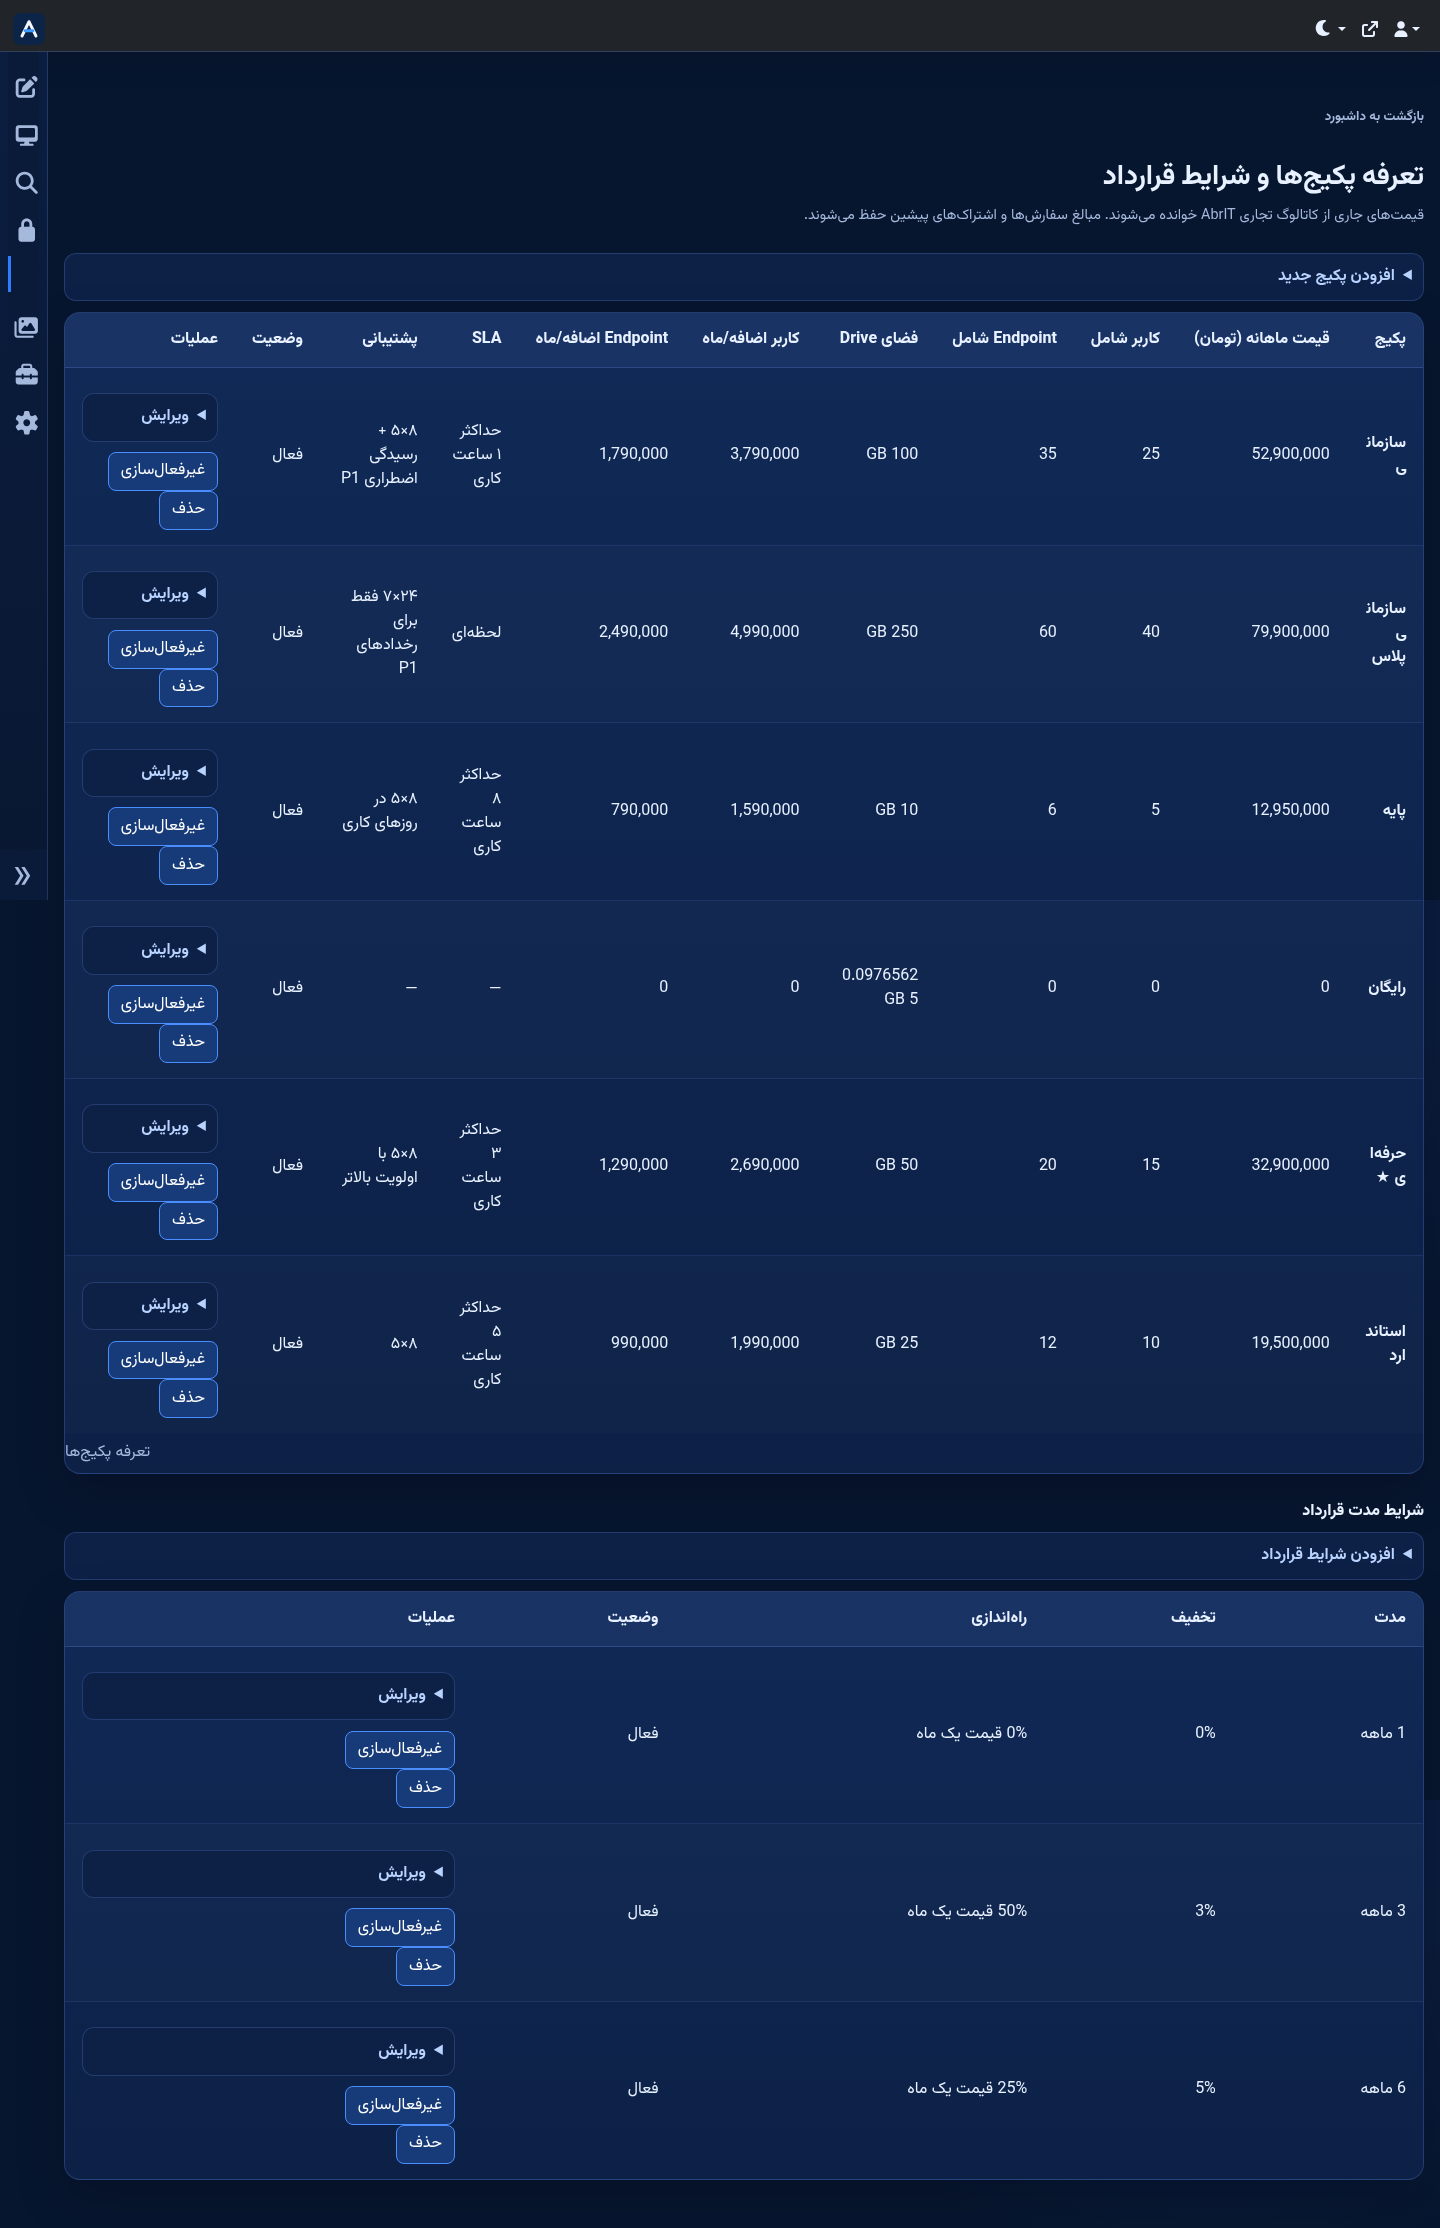 بازگشت به داشبورد
تعرفه پکیج‌ها و شرایط قرارداد
قیمت‌های جاری از کاتالوگ تجاری AbrIT خوانده می‌شوند. مبالغ سفارش‌ها و اشتراک‌های پیشین حفظ می‌شوند.
افزودن پکیج جدید
پکیج قیمت ماهانه (تومان) کاربر شامل Endpoint شامل فضای Drive کاربر اضافه/ماه Endpoint اضافه/ماه SLA پشتیبانی وضعیت عملیات
سازمان
ی
52,900,000
25
35
100 GB
3,790,000
1,790,000
حداکثر
۱ ساعت
کاری
۸×۵ +
رسیدگی
اضطراری P1
فعال
ویرایش
غیرفعال‌سازی
حذف
سازمان
ی
پلاس
79,900,000
40
60
250 GB
4,990,000
2,490,000
لحظه‌ای
۲۴×۷ فقط
برای
رخدادهای
P1
فعال
ویرایش
غیرفعال‌سازی
حذف
پایه
12,950,000
5
6
10 GB
1,590,000
790,000
حداکثر
۸
ساعت
کاری
۸×۵ در
روزهای کاری
فعال
ویرایش
غیرفعال‌سازی
حذف
رایگان
0
0
0
0.0976562
5 GB
0
0
—
—
فعال
ویرایش
غیرفعال‌سازی
حذف
حرفه‌ا
ی ★
32,900,000
15
20
50 GB
2,690,000
1,290,000
حداکثر
۳
ساعت
کاری
۸×۵ با
اولویت بالاتر
فعال
ویرایش
غیرفعال‌سازی
حذف
استاند
ارد
19,500,000
10
12
25 GB
1,990,000
990,000
حداکثر
۵
ساعت
کاری
۸×۵
فعال
ویرایش
غیرفعال‌سازی
حذف
تعرفه پکیج‌ها
شرایط مدت قرارداد
افزودن شرایط قرارداد
مدت تخفیف راه‌اندازی وضعیت عملیات
1 ماهه
0%
0% قیمت یک ماه
فعال
ویرایش
غیرفعال‌سازی
حذف
3 ماهه
3%
50% قیمت یک ماه
فعال
ویرایش
غیرفعال‌سازی
حذف
6 ماهه
5%
25% قیمت یک ماه
فعال
ویرایش
غیرفعال‌سازی
حذف